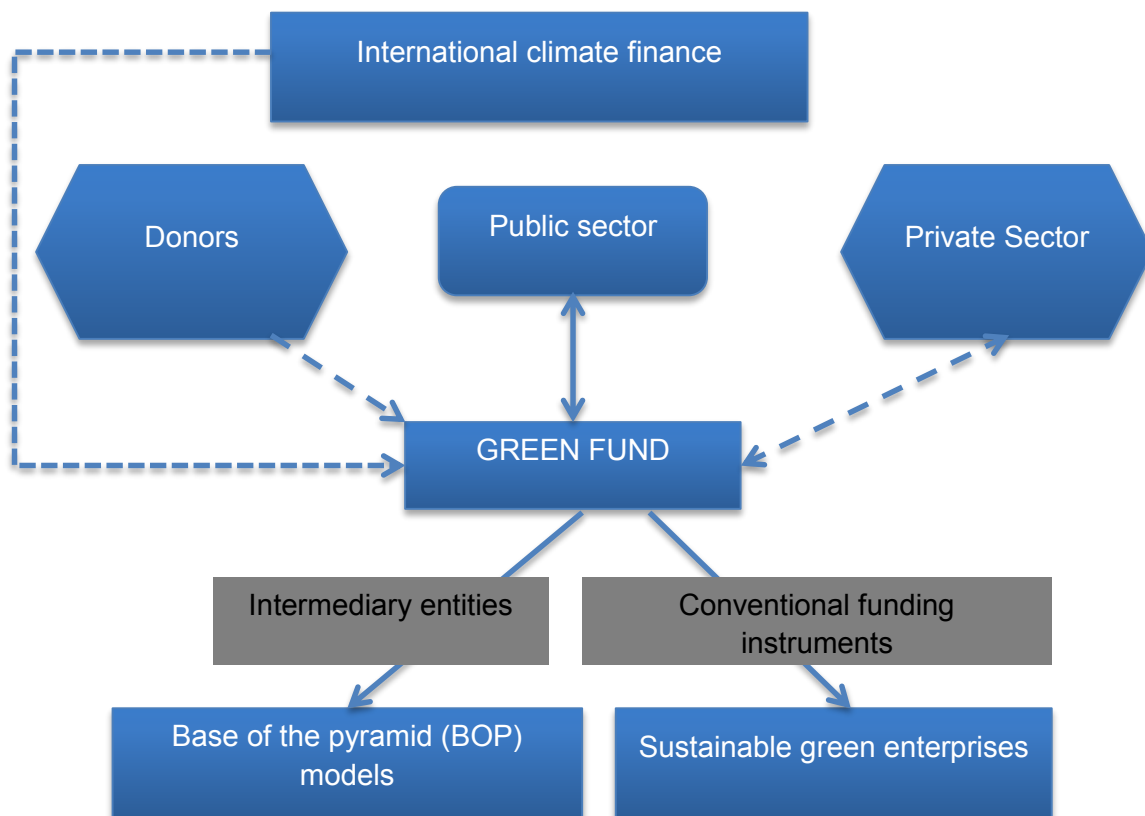 International climate finance
Donors
Public sector
Private Sector
GREEN FUND
Intermediary entities
Conventional funding
instruments
Base of the pyramid (BOP)
models
Sustainable green enterprises